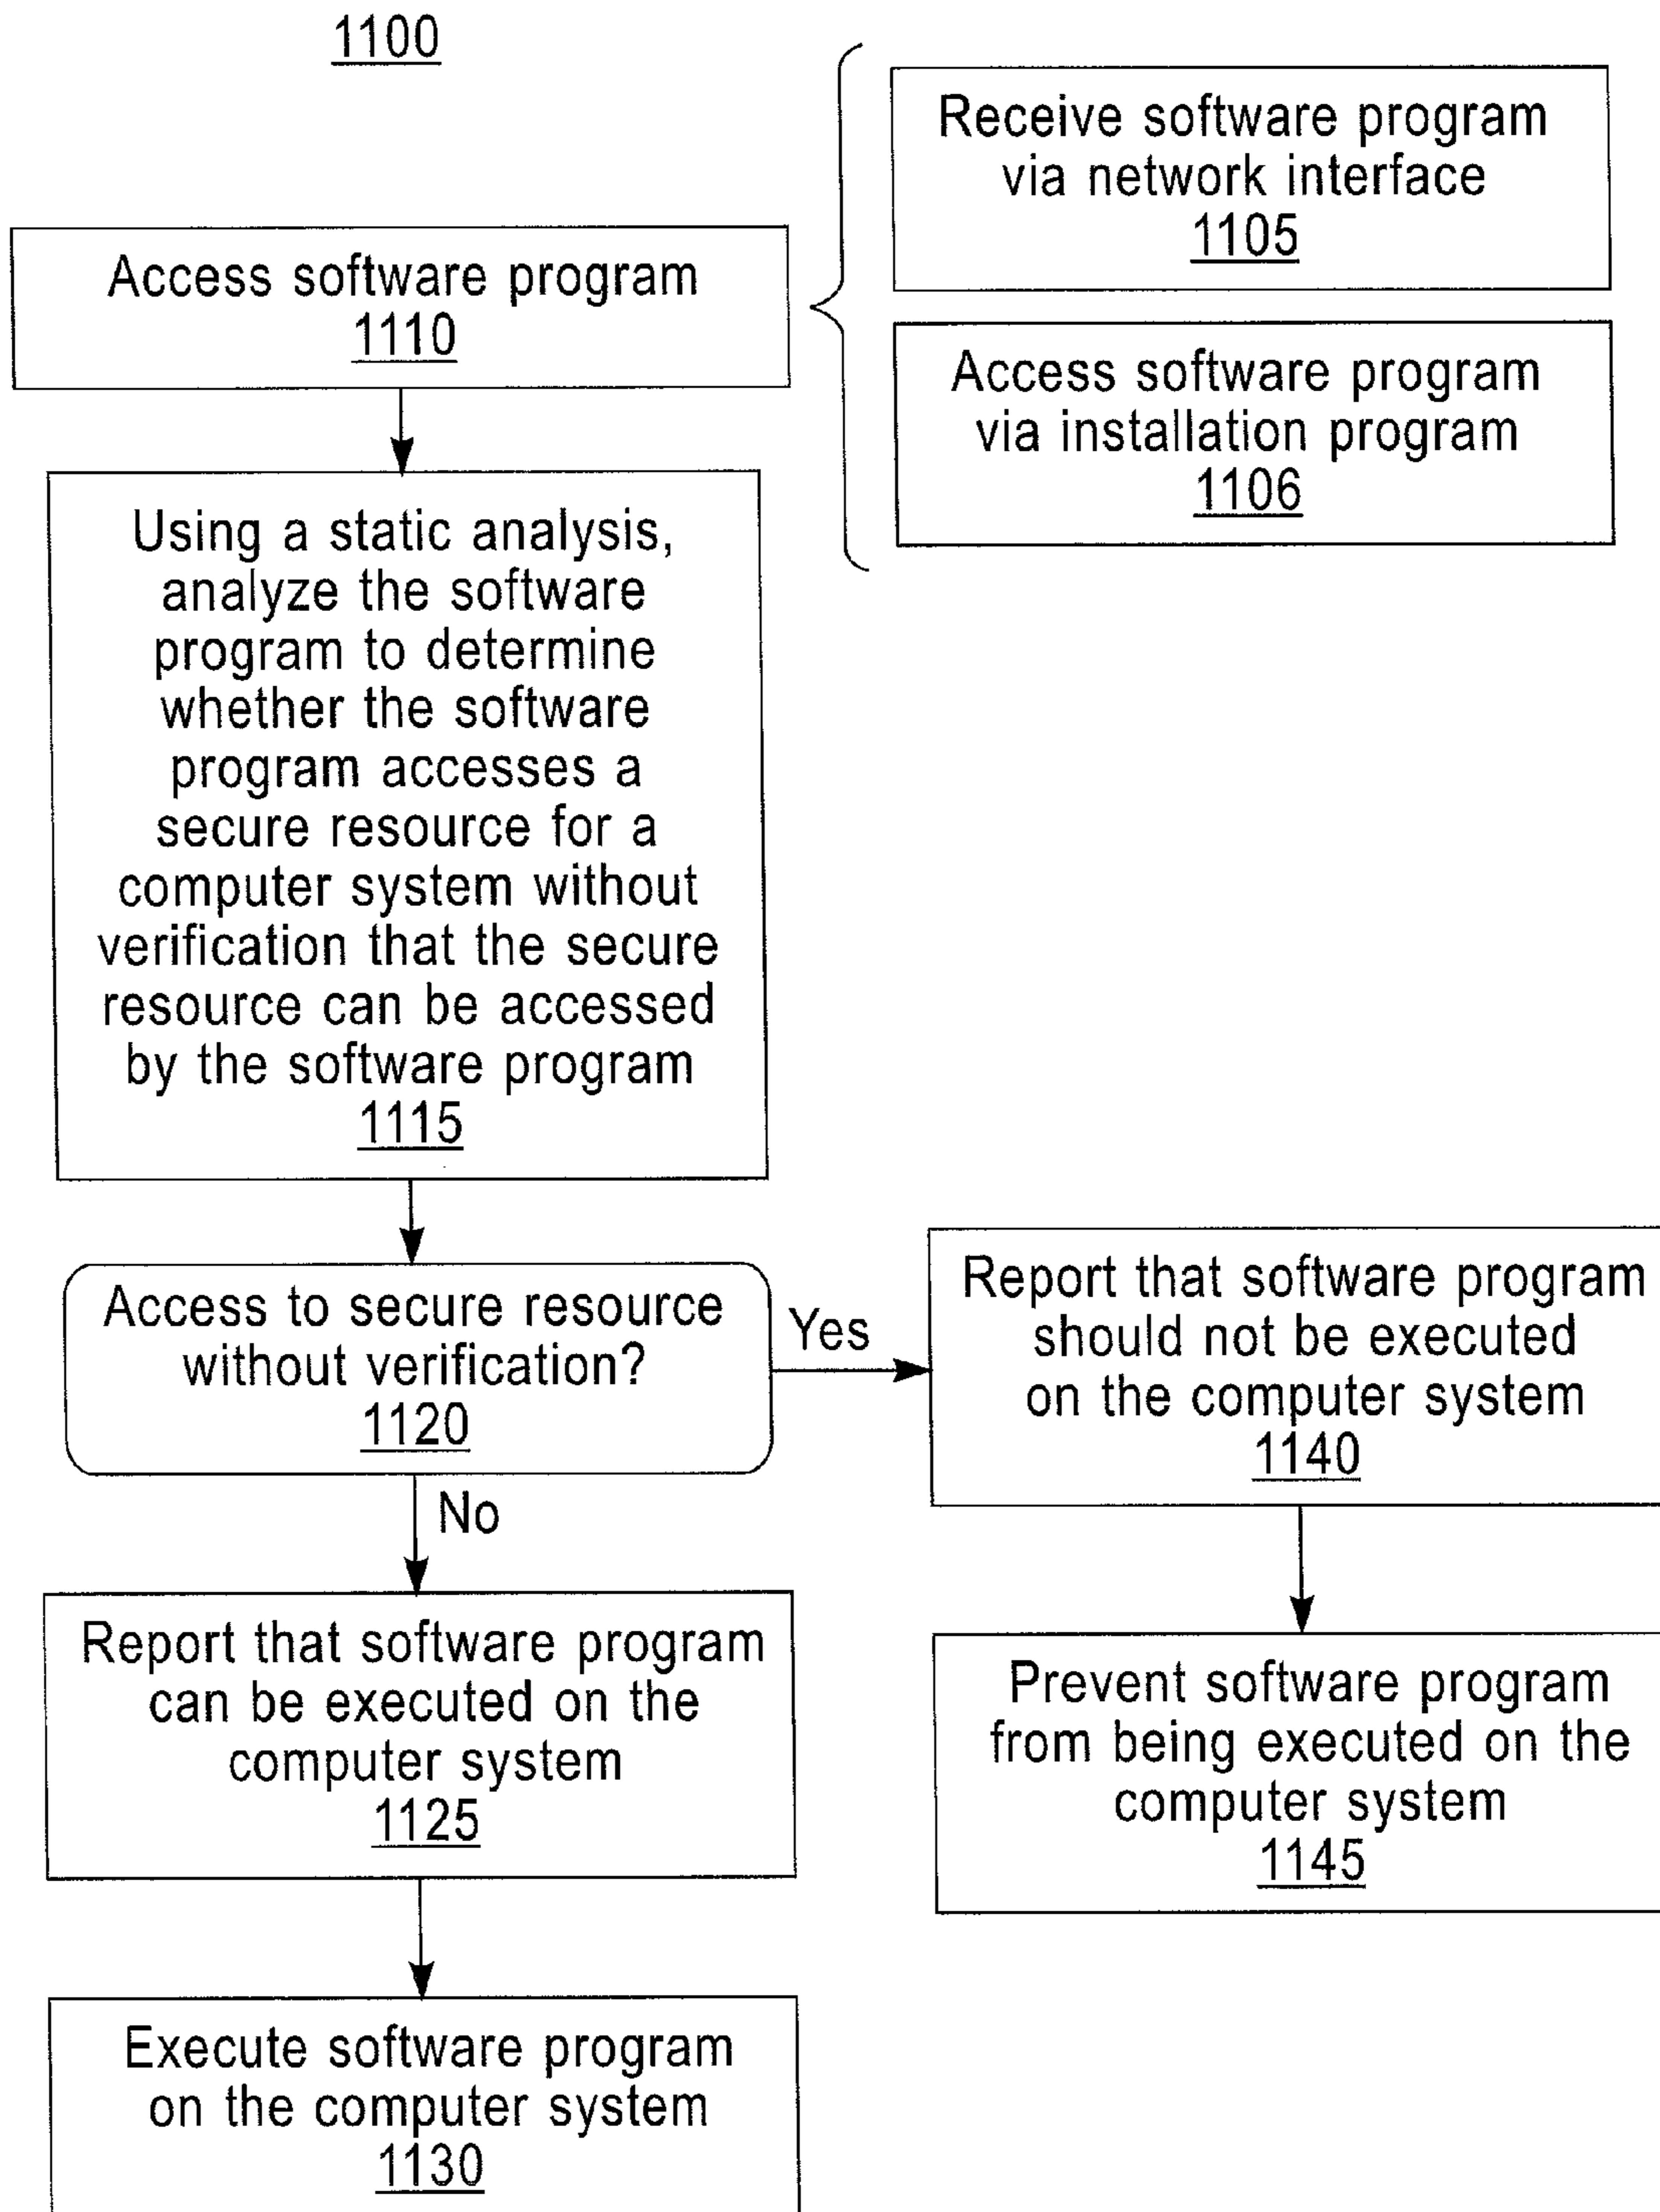 1100
Receive software program
via network interface
1105
Access software program
1110
Access software program
via installation program
1106
Using a static analysis,
analyze the software
program to determine
whether the software
program accesses a
secure resource for a
computer system without
verification that the secure
resource can be accessed
by the software program
1115
Access to secure resource
without verification?
1120
Yes
Report that software program
should not be executed
on the computer system
1140
No
Report that software program
can be executed on the
computer system
1125
Prevent software program
from being executed on the
computer system
1145
Execute software program
on the computer system
1130